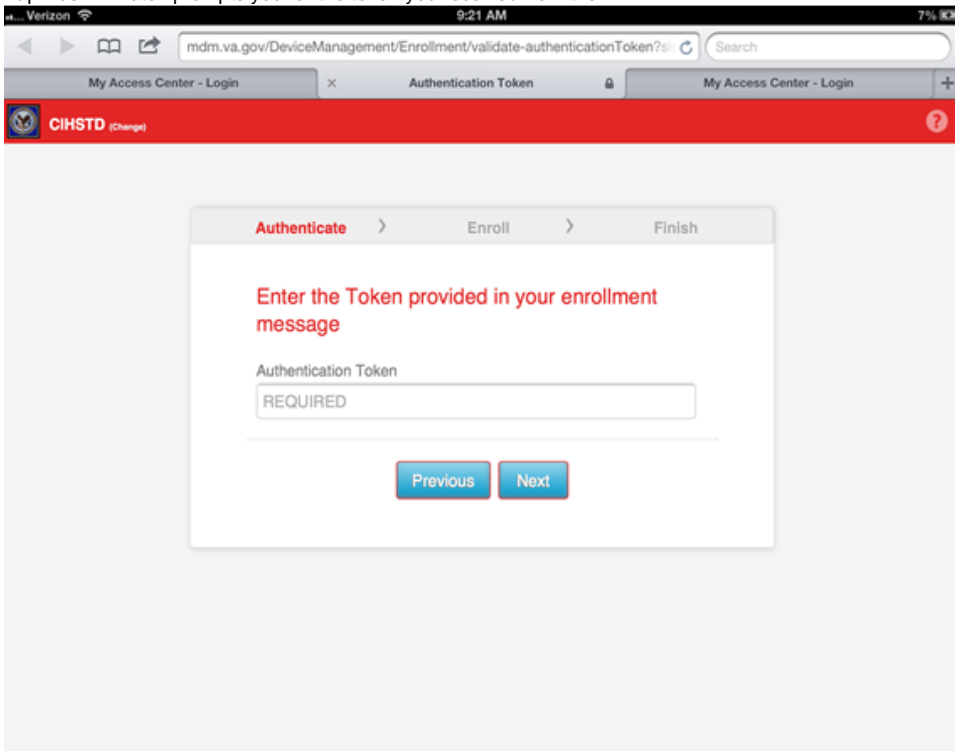 Verizon 9:21 AM 7%
mdm.va.gov/DeviceManagement/Enrollment/validate-authenticationToken?si Search
My Access Center - Login × Authentication Token My Access Center - Login +
CIHSTD (Change) ?
Authenticate > Enroll > Finish
Enter the Token provided in your enrollment
message
Authentication Token
REQUIRED
Previous Next